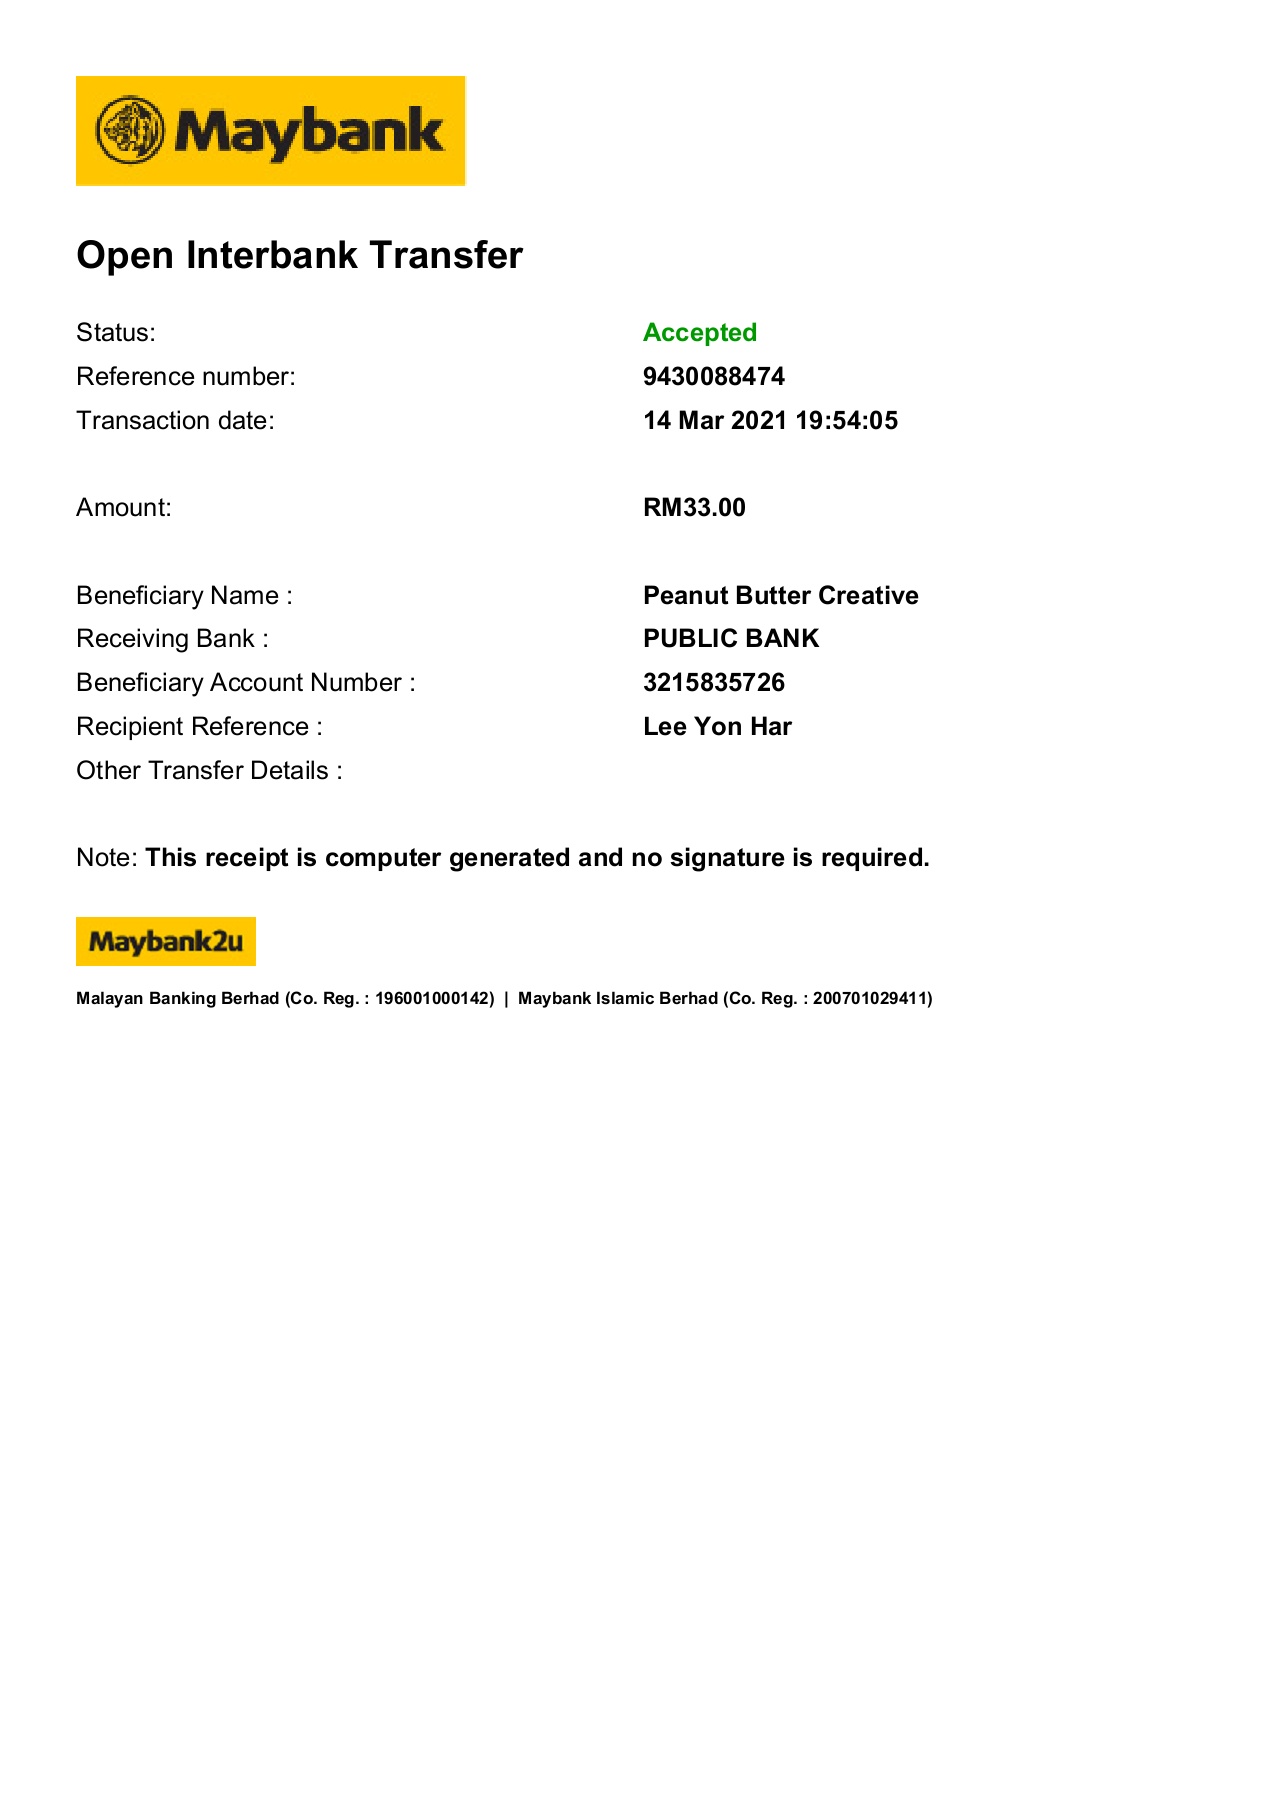 Maybank
Open Interbank Transfer
Status: Accepted
Reference number: 9430088474
Transaction date: 14 Mar 2021 19:54:05
Amount: RM33.00
Beneficiary Name : Peanut Butter Creative
Receiving Bank : PUBLIC BANK
Beneficiary Account Number : 3215835726
Recipient Reference : Lee Yon Har
Other Transfer Details :
Note: This receipt is computer generated and no signature is required.
Maybank2u
Malayan Banking Berhad (Co. Reg. : 196001000142) | Maybank Islamic Berhad (Co. Reg. : 200701029411)